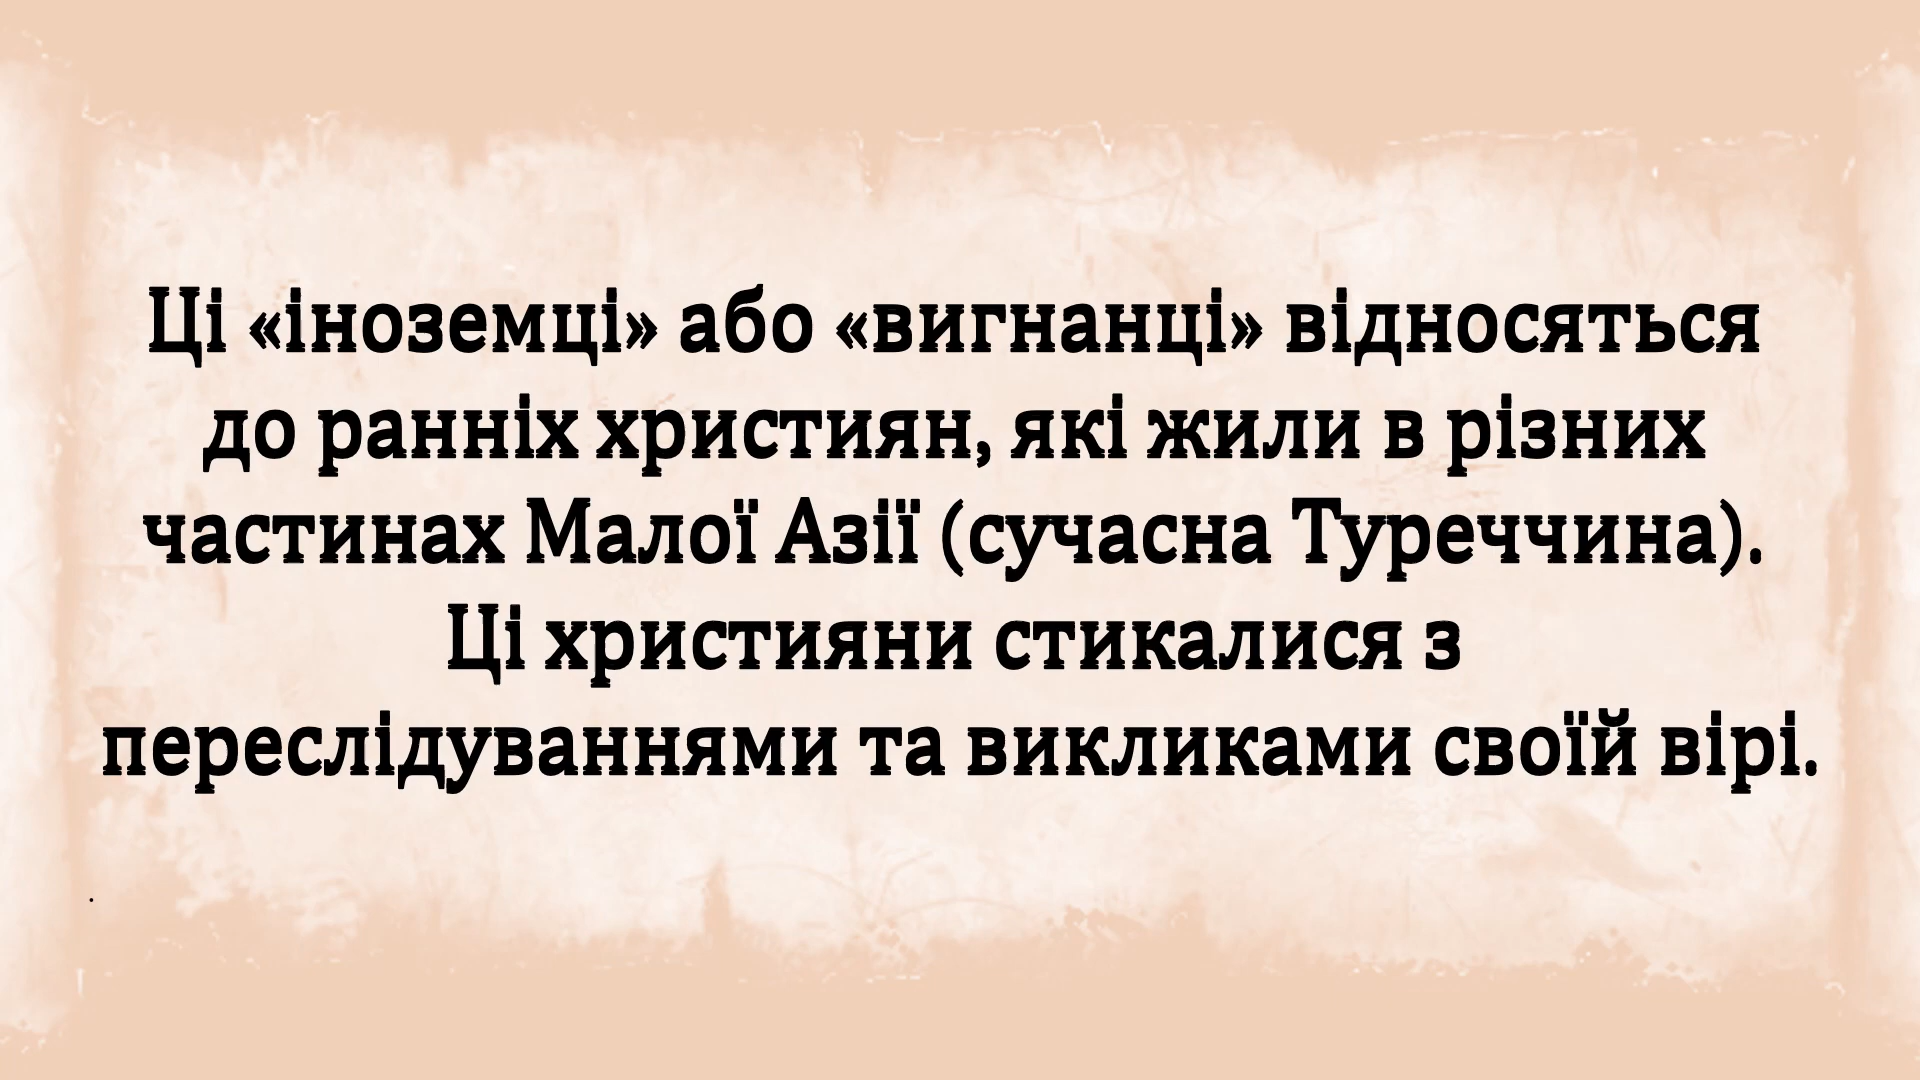 Ці «іноземці» або «вигнанці» відносяться
до ранніх християн, які жили в різних
частинах Малої Азії (сучасна Туреччина).
Ці християни стикалися з
переслідуваннями та викликами своїй вірі.
.